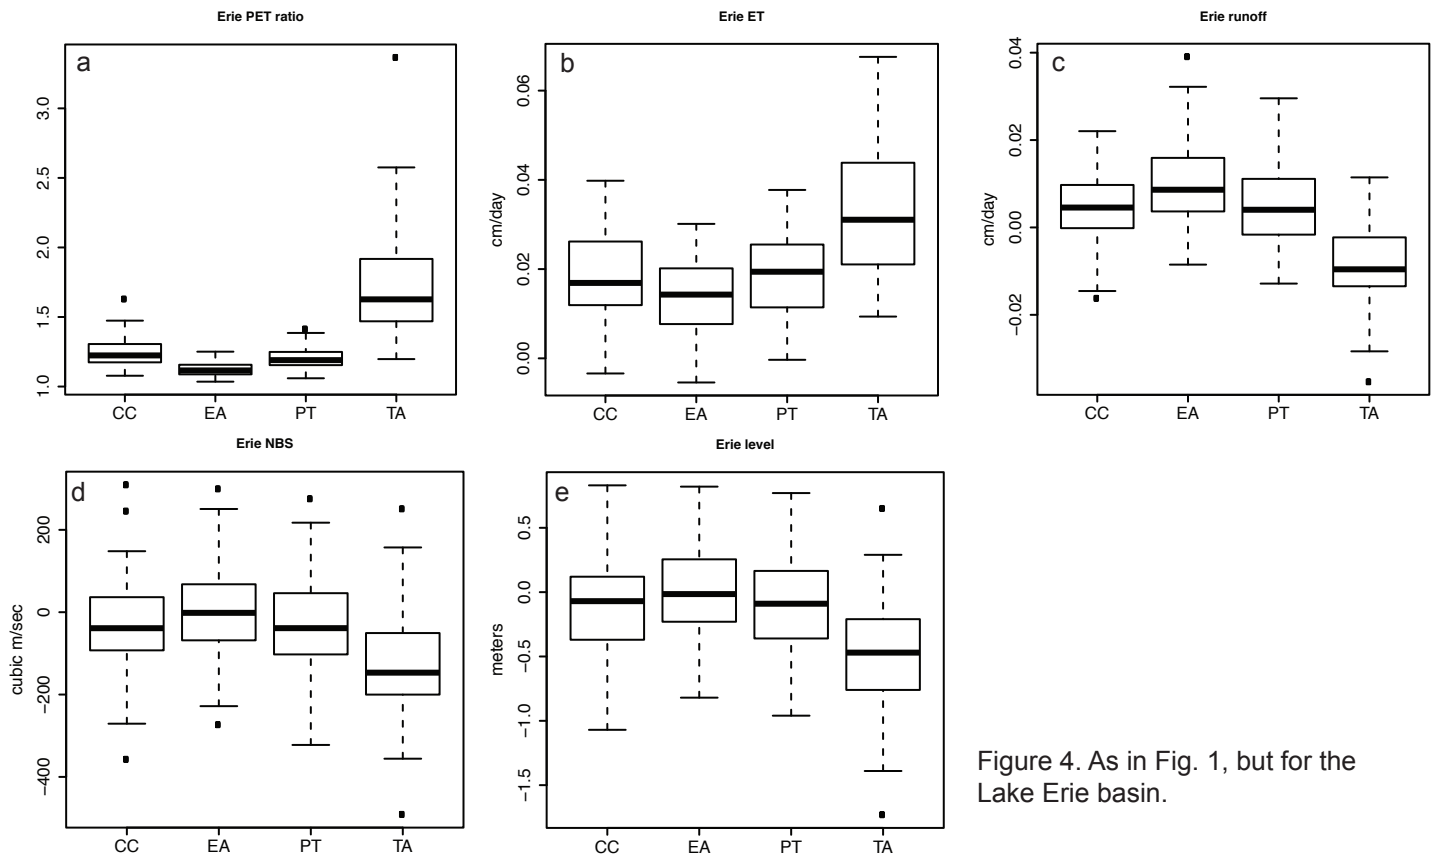 Erie PET ratio
a
3.0
2.5
2.0
1.5
1.0
CC EA PT TA
Erie ET
b
cm/day
0.06
0.04
0.02
0.00
CC EA PT TA
Erie runoff
c
cm/day
0.04
0.02
0.00
−0.02
CC EA PT TA
Erie NBS
d
cubic m/sec
200
0
−200
−400
CC EA PT TA
Erie level
e
meters
0.5
0.0
−0.5
−1.0
−1.5
CC EA PT TA
Figure 4. As in Fig. 1, but for the
Lake Erie basin.